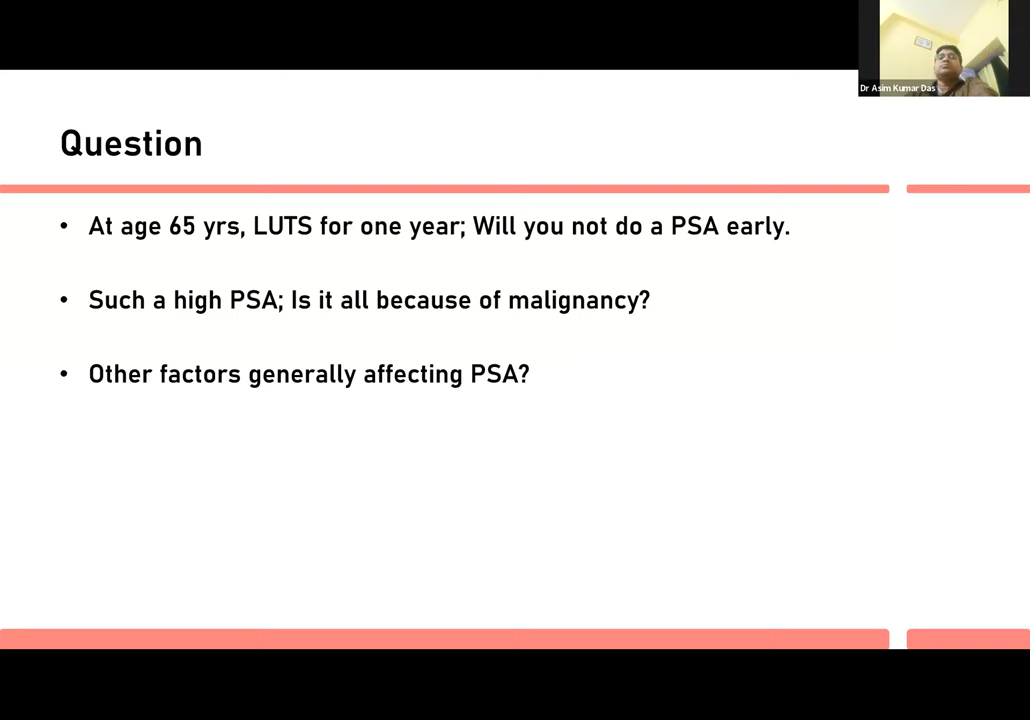 Dr Asim Kumar Das
Question
• At age 65 yrs, LUTS for one year; Will you not do a PSA early.
• Such a high PSA; Is it all because of malignancy?
• Other factors generally affecting PSA?